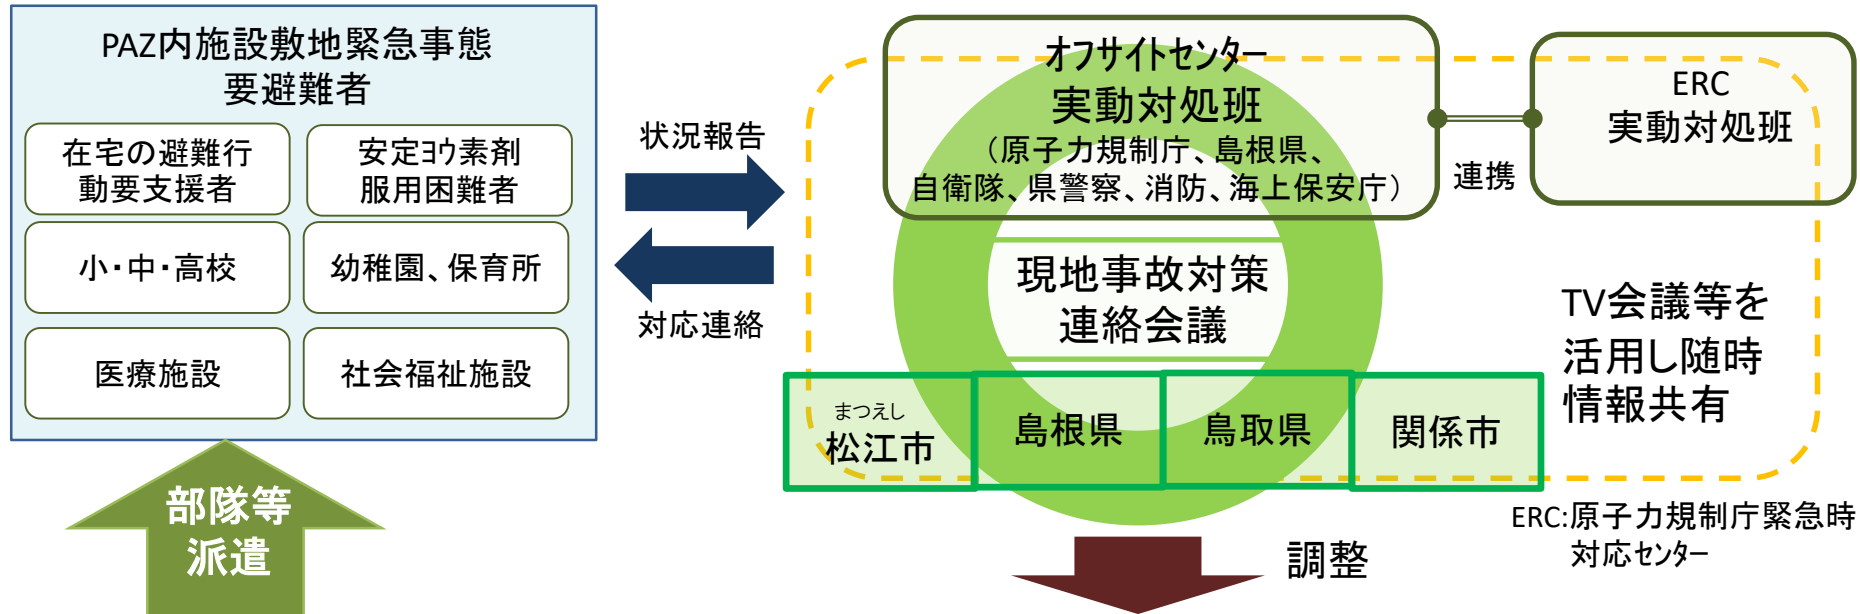 PAZ内施設敷地緊急事態
要避難者
在宅の避難行
動要支援者
安定ヨウ素剤
服用困難者
小・中・高校
幼稚園、保育所
医療施設
社会福祉施設
部隊等
派遣
状況報告
対応連絡
オフサイトセンター
実動対処班
（原子力規制庁、島根県、
自衛隊、県警察、消防、海上保安庁）
連携
ERC
実動対処班
現地事故対策
連絡会議
TV会議等を
活用し随時
情報共有
まつえし
松江市
島根県
鳥取県
関係市
ERC:原子力規制庁緊急時
対応センター
調整